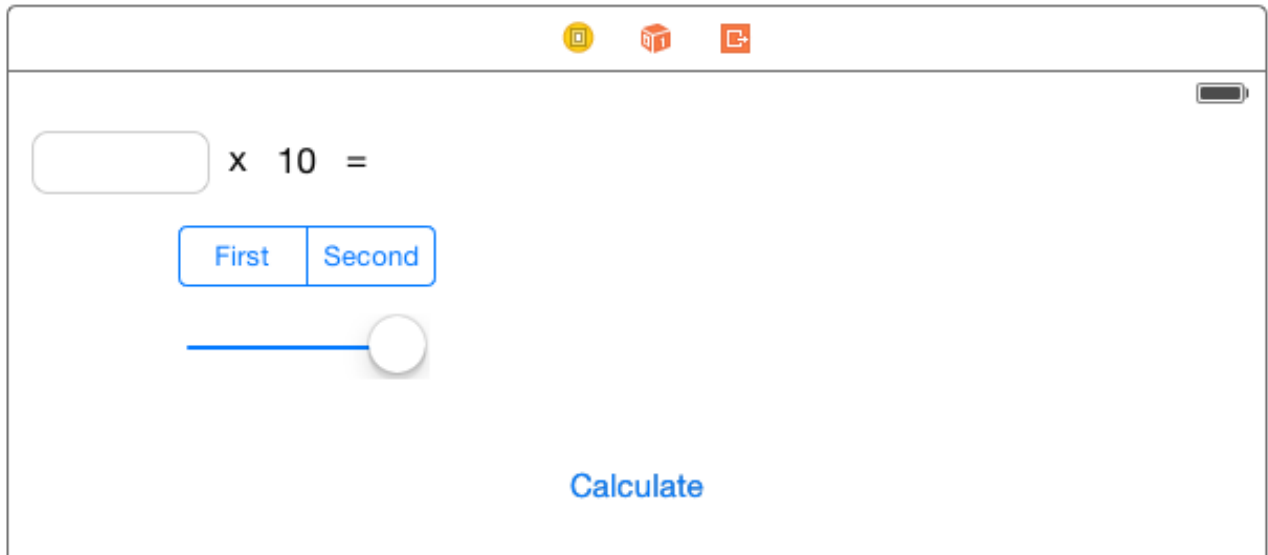 x 10 =
First Second
Calculate